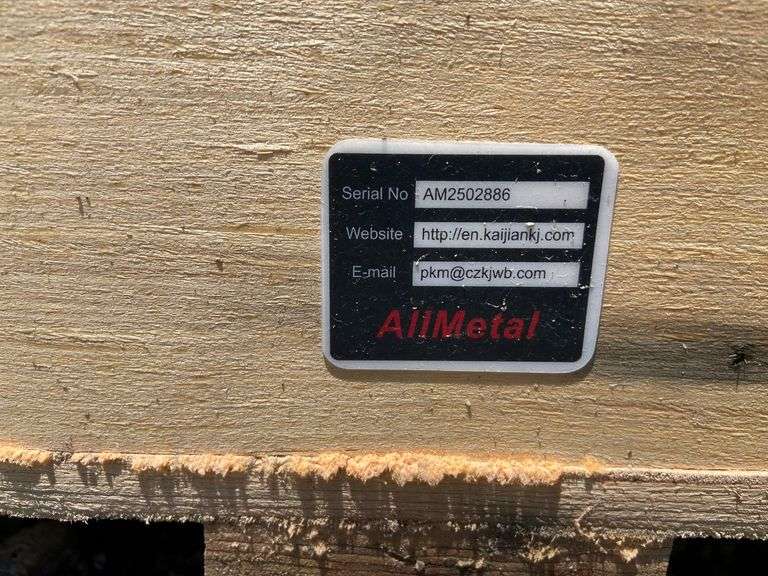 Serial No AM2502886
Website http://en.kaijiankj.com
E-mail pkm@czkjwb.com
AllMetal